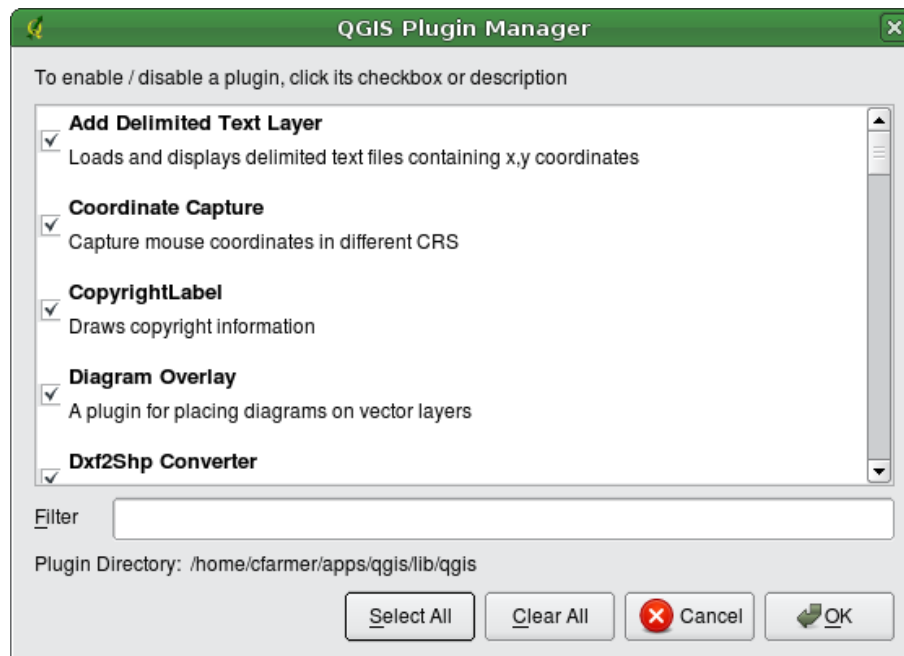 QGIS Plugin Manager
To enable / disable a plugin, click its checkbox or description
Add Delimited Text Layer
Loads and displays delimited text files containing x,y coordinates
Coordinate Capture
Capture mouse coordinates in different CRS
CopyrightLabel
Draws copyright information
Diagram Overlay
A plugin for placing diagrams on vector layers
Dxf2Shp Converter
Filter
Plugin Directory: /home/cfarmer/apps/qgis/lib/qgis
Select All Clear All Cancel OK